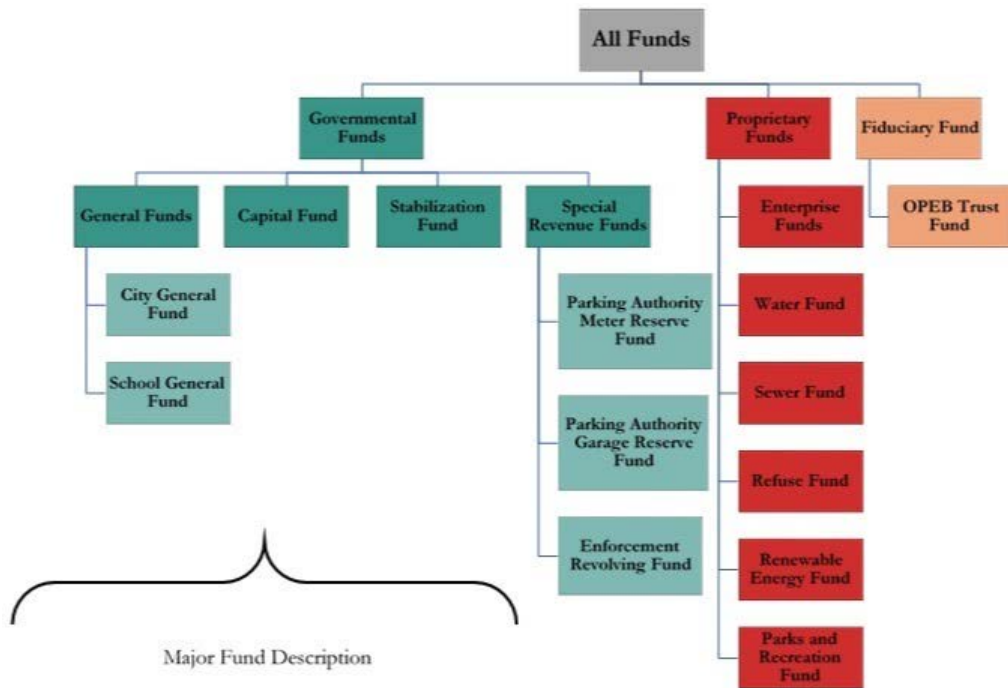 All Funds
Governmental
Funds
Proprietary
Funds
Fiduciary Fund
General Funds
Capital Fund
Stabilization
Fund
Special
Revenue Funds
Enterprise
Funds
OPEB Trust
Fund
City General
Fund
Parking Authority
Meter Reserve
Fund
Water Fund
School General
Fund
Sewer Fund
Parking Authority
Garage Reserve
Fund
Refuse Fund
Enforcement
Revolving Fund
Renewable
Energy Fund
Parks and
Recreation
Fund
Major Fund Description